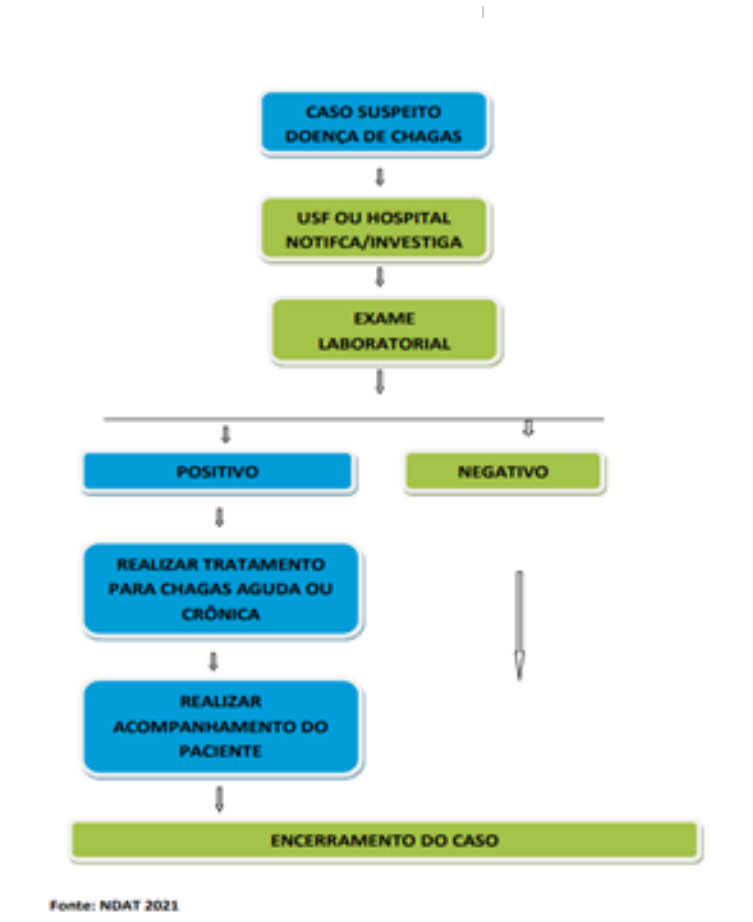 CASO SUSPEITO
DOENÇA DE CHAGAS
USF OU HOSPITAL
NOTIFCA/INVESTIGA
EXAME
LABORATORIAL
POSITIVO
NEGATIVO
REALIZAR TRATAMENTO
PARA CHAGAS AGUDA OU
CRÔNICA
REALIZAR
ACOMPANHAMENTO DO
PACIENTE
ENCERRAMENTO DO CASO
Fonte: NDAT 2021